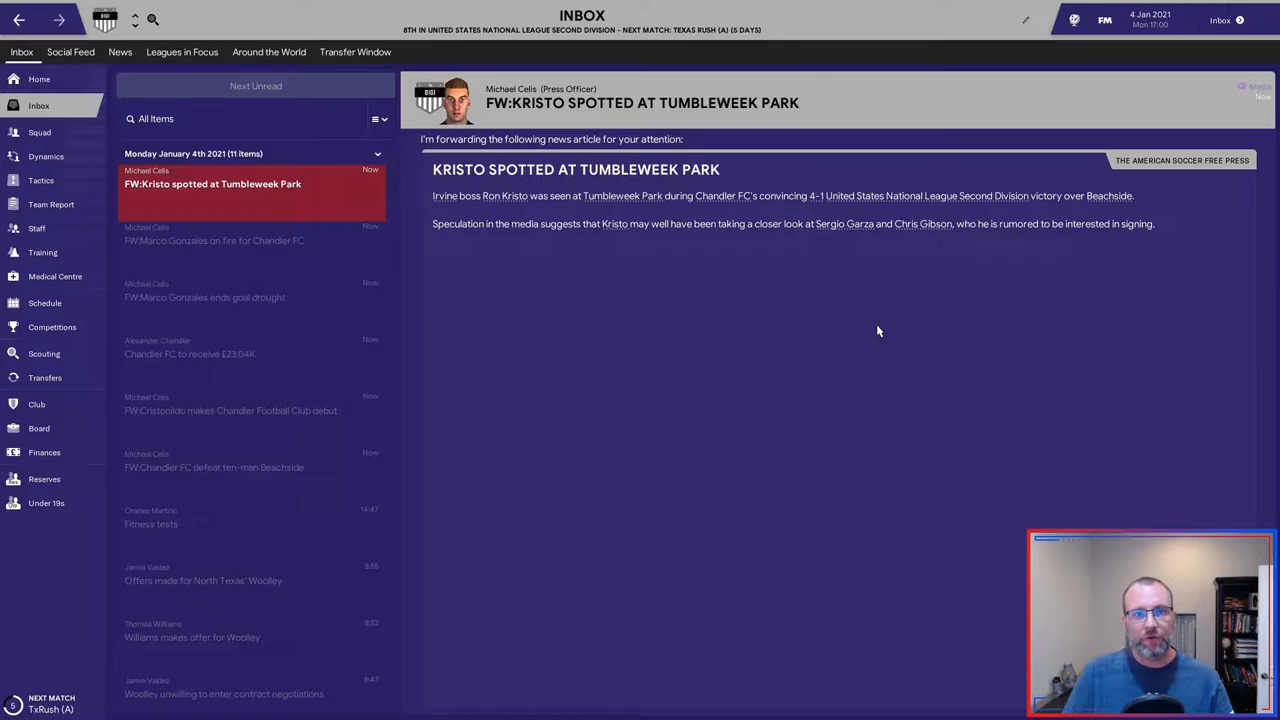 INBOX
8TH IN UNITED STATES NATIONAL LEAGUE SECOND DIVISION - NEXT MATCH: TEXAS RUSH (A) (5 DAYS)
DIGI
FM
4 Jan 2021
Mon 17:00
Inbox
Inbox Social Feed News Leagues in Focus Around the World Transfer Window
Home
Inbox
Squad
Dynamics
Tactics
Team Report
Staff
Training
Medical Centre
Schedule
Competitions
Scouting
Transfers
Club
Board
Finances
Reserves
Under 19s
NEXT MATCH
5
TxRush (A)
Next Unread
All Items
Monday January 4th 2021 (11 items)
Michael Celis Now
FW:Kristo spotted at Tumbleweek Park
Michael Celis Now
FW:Marco Gonzales on fire for Chandler FC
Michael Celis Now
FW:Marco Gonzales ends goal drought
Alexander Chandler Now
Chandler FC to receive £23.04K
Michael Celis Now
FW:Cristonildo makes Chandler Football Club debut
Michael Celis Now
FW:Chandler FC defeat ten-man Beachside
Charles Martino 14:47
Fitness tests
Jamie Valdez 8:55
Offers made for North Texas' Woolley
Thomas Williams 8:52
Williams makes offer for Woolley
Jamie Valdez 8:47
Woolley unwilling to enter contract negotiations
DIGI
Michael Celis (Press Officer)
FW:KRISTO SPOTTED AT TUMBLEWEEK PARK
Media
Now
I'm forwarding the following news article for your attention:
THE AMERICAN SOCCER FREE PRESS
KRISTO SPOTTED AT TUMBLEWEEK PARK
Irvine boss Ron Kristo was seen at Tumbleweek Park during Chandler FC's convincing 4-1 United States National League Second Division victory over Beachside.
Speculation in the media suggests that Kristo may well have been taking a closer look at Sergio Garza and Chris Gibson, who he is rumored to be interested in signing.